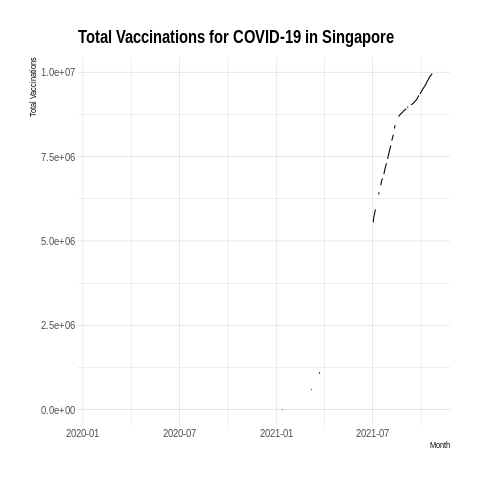 Total Vaccinations for COVID-19 in Singapore
Total Vaccinations
1.0e+07
7.5e+06
5.0e+06
2.5e+06
0.0e+00
2020-01 2020-07 2021-01 2021-07
Month